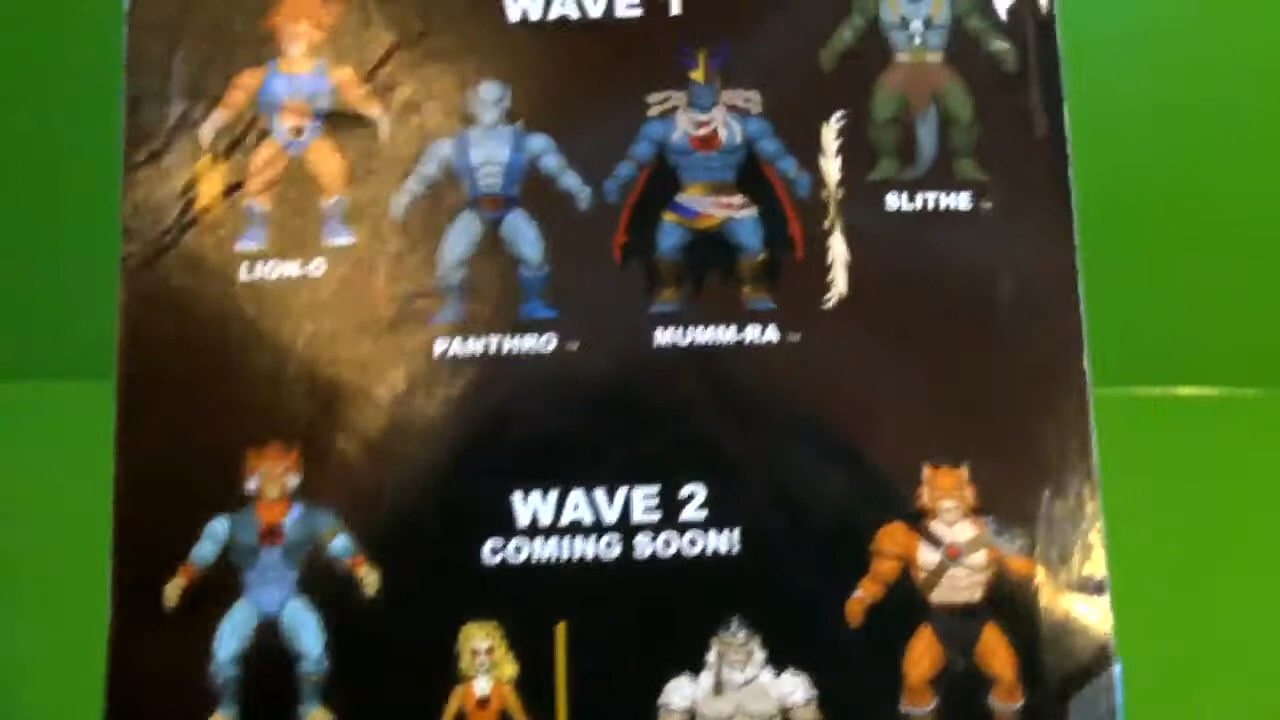 WAVE 1
SLITHE
LION-O
PANTHRO
MUMM-RA
WAVE 2
COMING SOON!